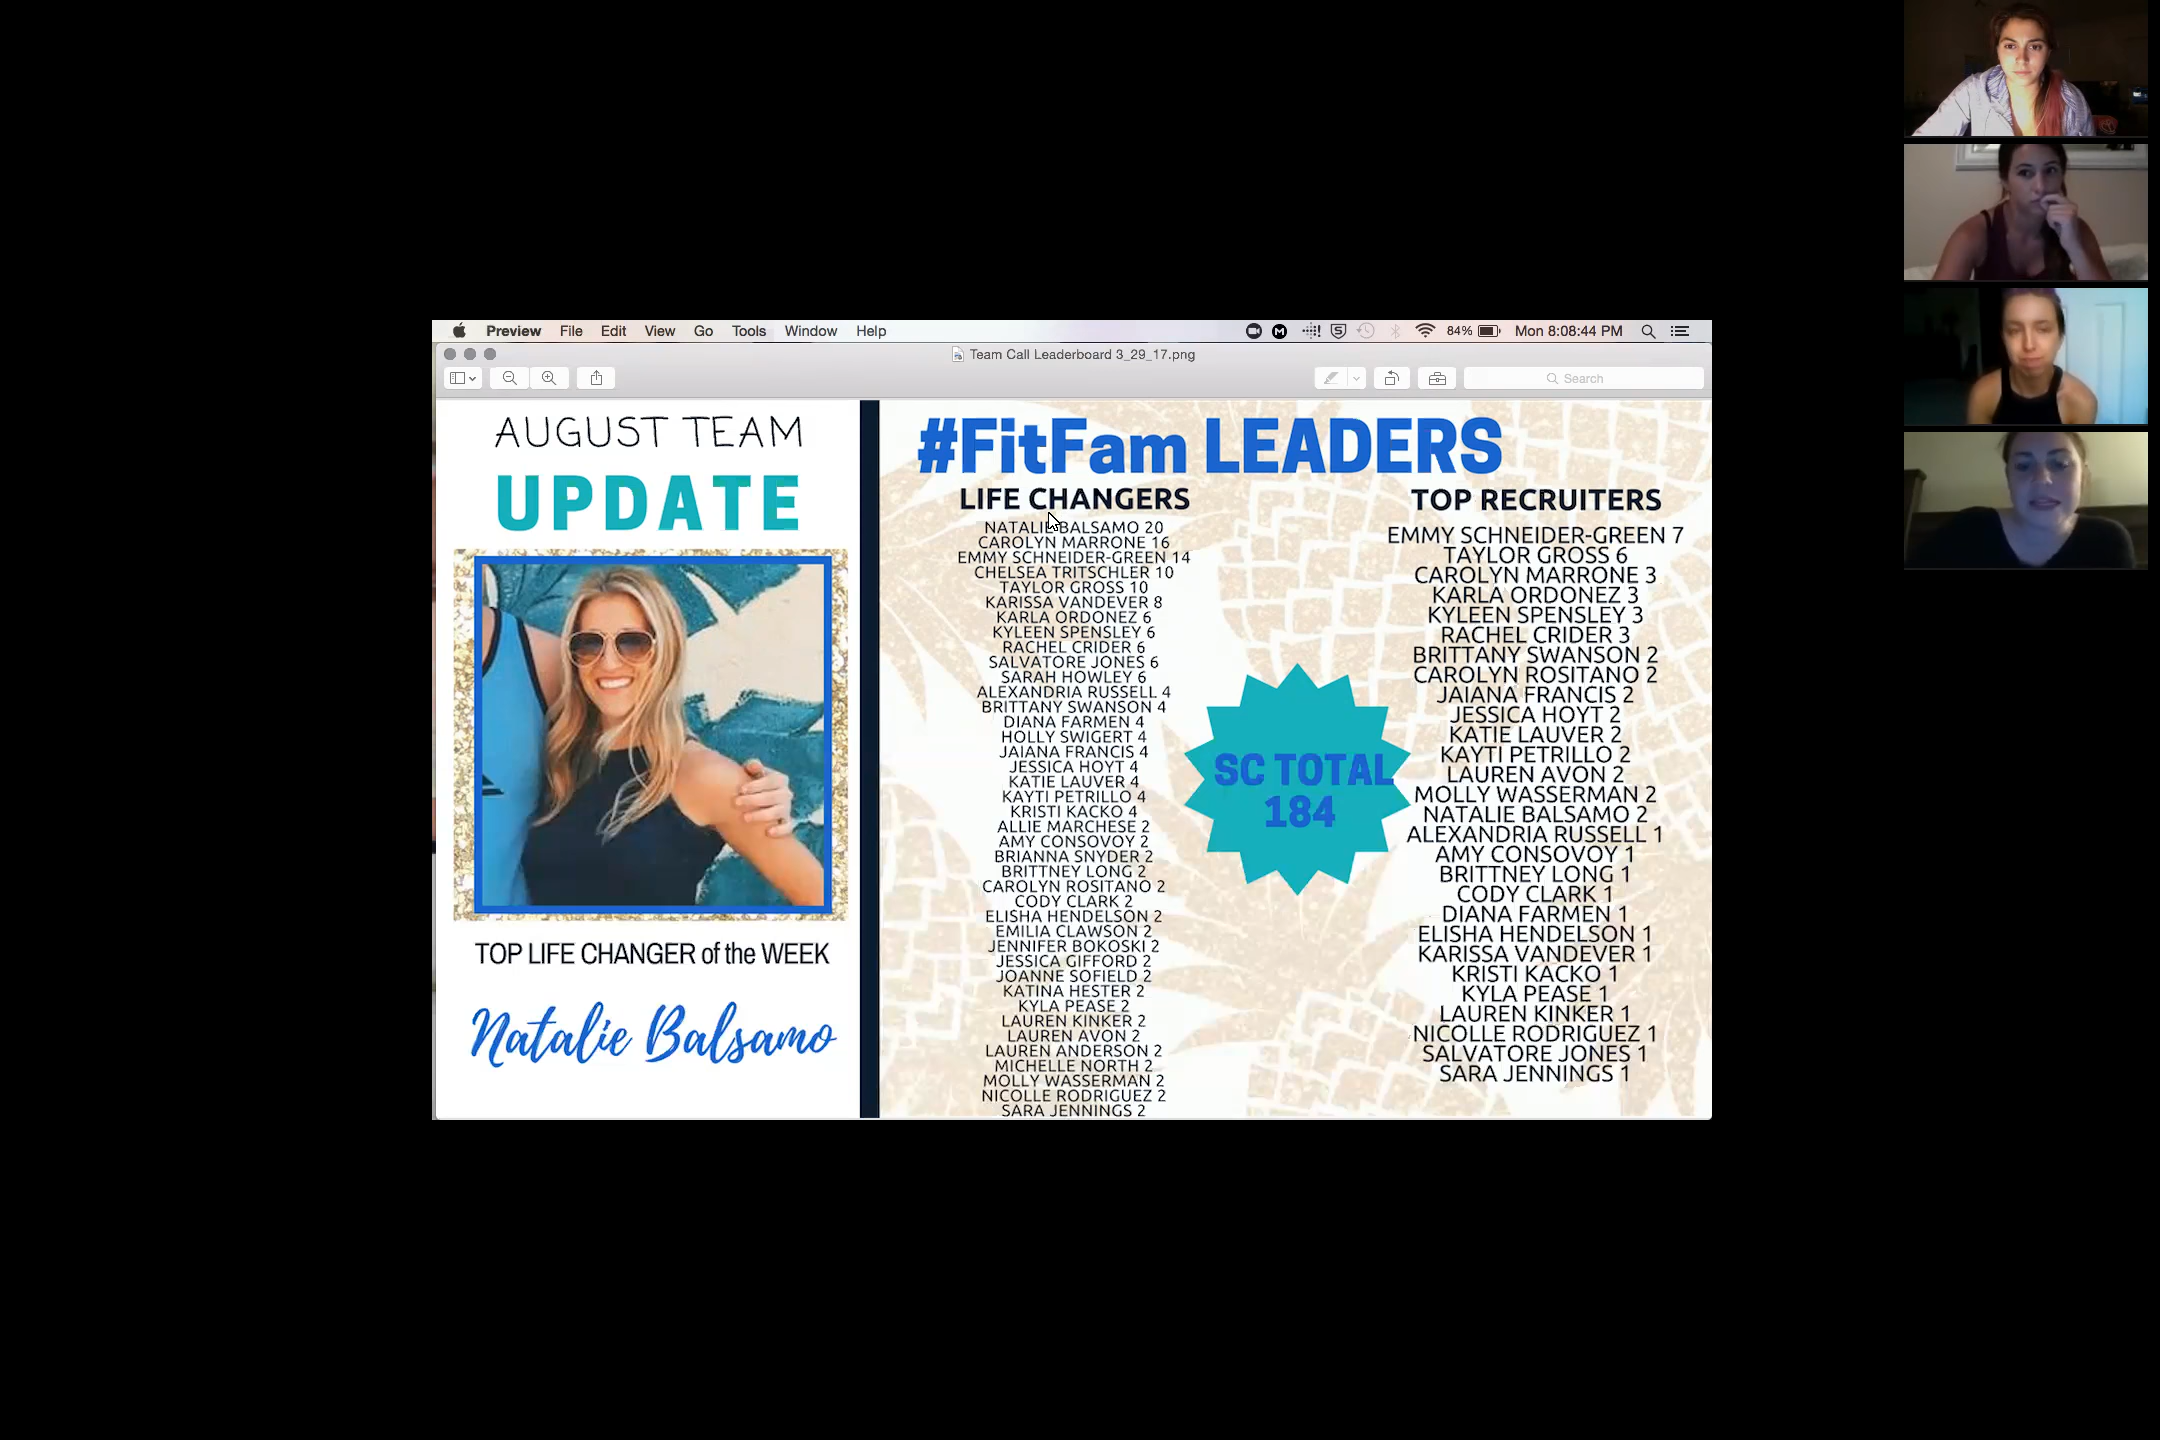 Preview File Edit View Go Tools Window Help
84% Mon 8:08:44 PM
Team Call Leaderboard 3_29_17.png
Search
AUGUST TEAM
UPDATE
TOP LIFE CHANGER of the WEEK
Natalie Balsamo
#FitFam LEADERS
LIFE CHANGERS
NATALIE BALSAMO 20
CAROLYN MARRONE 16
EMMY SCHNEIDER-GREEN 14
CHELSEA TRITSCHLER 10
TAYLOR GROSS 10
KARISSA VANDEVER 8
KARLA ORDONEZ 6
KYLEEN SPENSLEY 6
RACHEL CRIDER 6
SALVATORE JONES 6
SARAH HOWLEY 6
ALEXANDRIA RUSSELL 4
BRITTANY SWANSON 4
DIANA FARMEN 4
HOLLY SWIGERT 4
JAIANA FRANCIS 4
JESSICA HOYT 4
KATIE LAUVER 4
KAYTI PETRILLO 4
KRISTI KACKO 4
ALLIE MARCHESE 2
AMY CONSOVOY 2
BRIANNA SNYDER 2
BRITTNEY LONG 2
CAROLYN ROSITANO 2
CODY CLARK 2
ELISHA HENDELSON 2
EMILIA CLAWSON 2
JENNIFER BOKOSKI 2
JESSICA GIFFORD 2
JOANNE SOFIELD 2
KATINA HESTER 2
KYLA PEASE 2
LAUREN KINKER 2
LAUREN AVON 2
LAUREN ANDERSON 2
MICHELLE NORTH 2
MOLLY WASSERMAN 2
NICOLLE RODRIGUEZ 2
SARA JENNINGS 2
SC TOTAL
184
TOP RECRUITERS
EMMY SCHNEIDER-GREEN 7
TAYLOR GROSS 6
CAROLYN MARRONE 3
KARLA ORDONEZ 3
KYLEEN SPENSLEY 3
RACHEL CRIDER 3
BRITTANY SWANSON 2
CAROLYN ROSITANO 2
JAIANA FRANCIS 2
JESSICA HOYT 2
KATIE LAUVER 2
KAYTI PETRILLO 2
LAUREN AVON 2
MOLLY WASSERMAN 2
NATALIE BALSAMO 2
ALEXANDRIA RUSSELL 1
AMY CONSOVOY 1
BRITTNEY LONG 1
CODY CLARK 1
DIANA FARMEN 1
ELISHA HENDELSON 1
KARISSA VANDEVER 1
KRISTI KACKO 1
KYLA PEASE 1
LAUREN KINKER 1
NICOLLE RODRIGUEZ 1
SALVATORE JONES 1
SARA JENNINGS 1